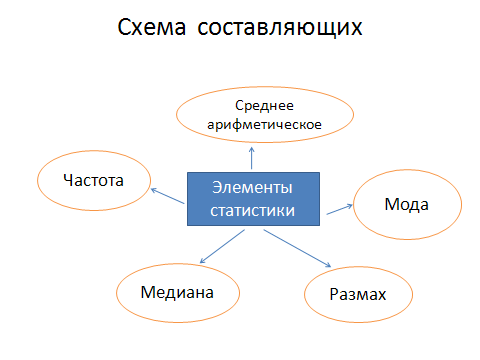 Схема составляющих
Среднее
арифметическое
Частота
Элементы
статистики
Мода
Медиана
Размах